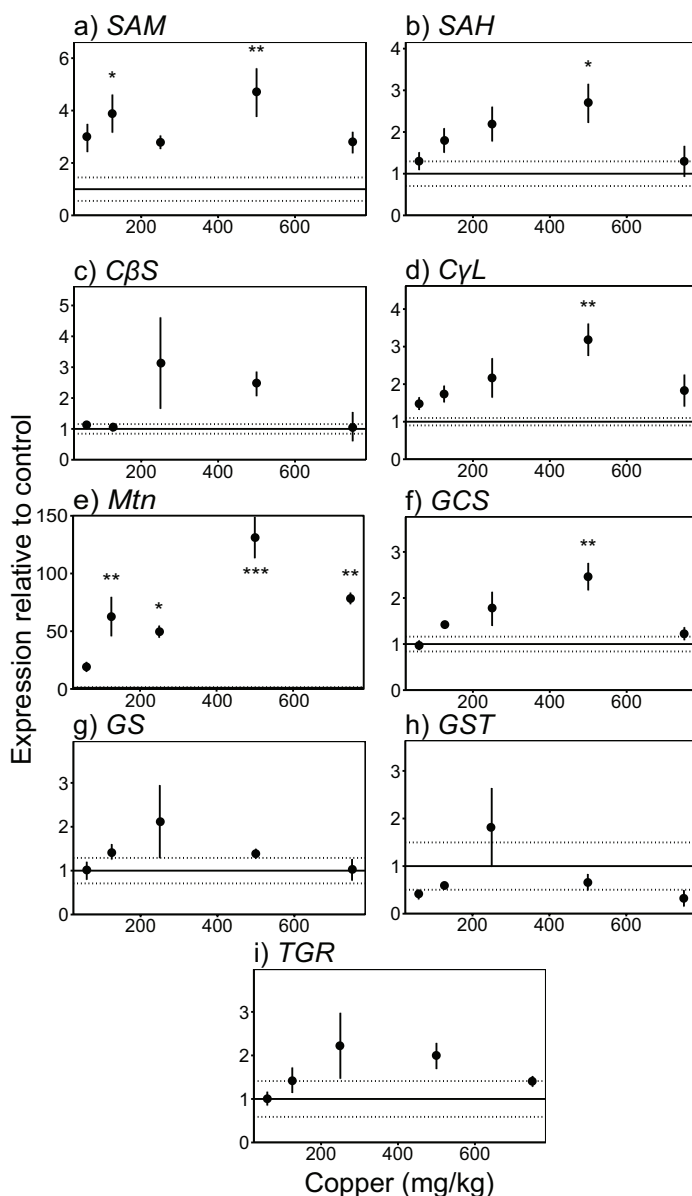 a) SAM
b) SAH
6
4
2
0
* **
200 400 600
4
3
2
1
0
*
200 400 600
c) CβS
d) CγL
5
4
3
2
1
0
200 400 600
4
3
2
1
0
**
200 400 600
e) Mtn
f) GCS
150
100
50
0
** * *** **
200 400 600
3
2
1
0
**
200 400 600
g) GS
h) GST
3
2
1
0
200 400 600
3
2
1
0
200 400 600
i) TGR
3
2
1
0
200 400 600
Expression relative to control
Copper (mg/kg)